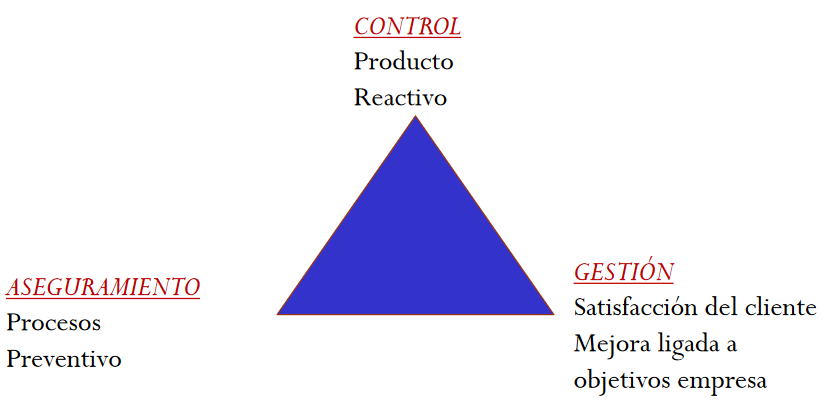 CONTROL
Producto
Reactivo
ASEGURAMIENTO
Procesos
Preventivo
GESTIÓN
Satisfacción del cliente
Mejora ligada a
objetivos empresa